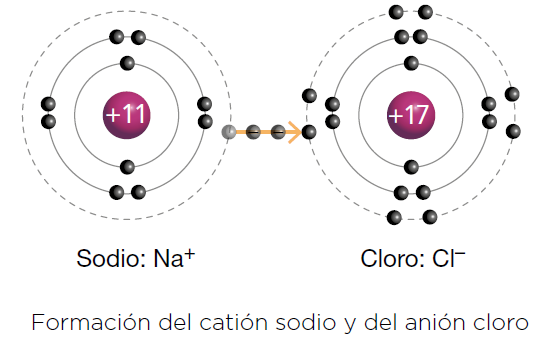 +11
+17
Sodio: Na⁺
Cloro: Cl⁻
Formación del catión sodio y del anión cloro